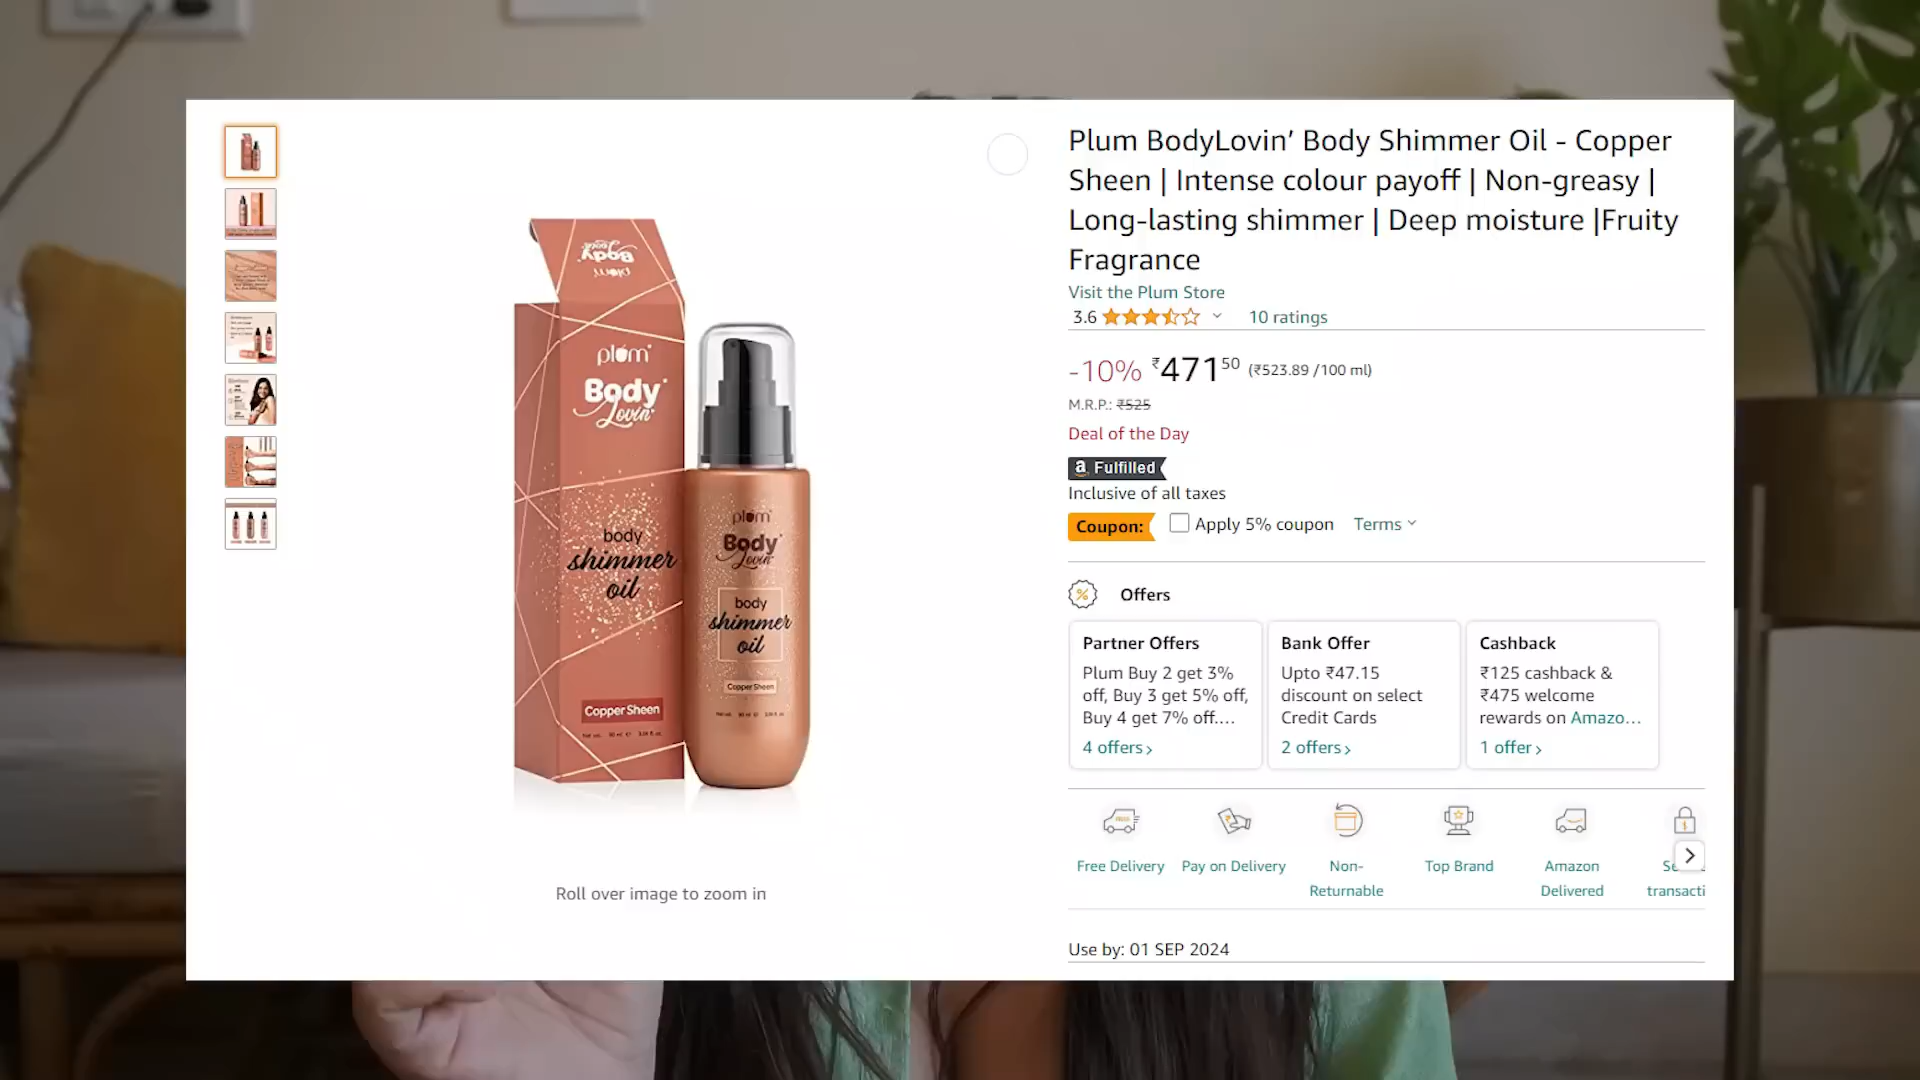 Plum BodyLovin’ Body Shimmer Oil - Copper
Sheen | Intense colour payoff | Non-greasy |
Long-lasting shimmer | Deep moisture |Fruity
Fragrance
Visit the Plum Store
3.6
10 ratings
-10% ₹471.50 (₹523.89 /100 ml)
M.R.P.: ₹525
Deal of the Day
a Fulfilled
Inclusive of all taxes
Coupon: Apply 5% coupon Terms
Offers
Partner Offers
Plum Buy 2 get 3%
off, Buy 3 get 5% off,
Buy 4 get 7% off....
4 offers
Bank Offer
Upto ₹47.15
discount on select
Credit Cards
2 offers
Cashback
₹125 cashback &
₹475 welcome
rewards on Amazo...
1 offer
Free Delivery
Pay on Delivery
Non-
Returnable
Top Brand
Amazon
Delivered
transacti
Use by: 01 SEP 2024
Body
Lovin'
plum
plum
Body
Lovin'
body
shimmer
oil
Copper Sheen
plum
Body
Lovin'
body
shimmer
oil
Copper Sheen
Roll over image to zoom in